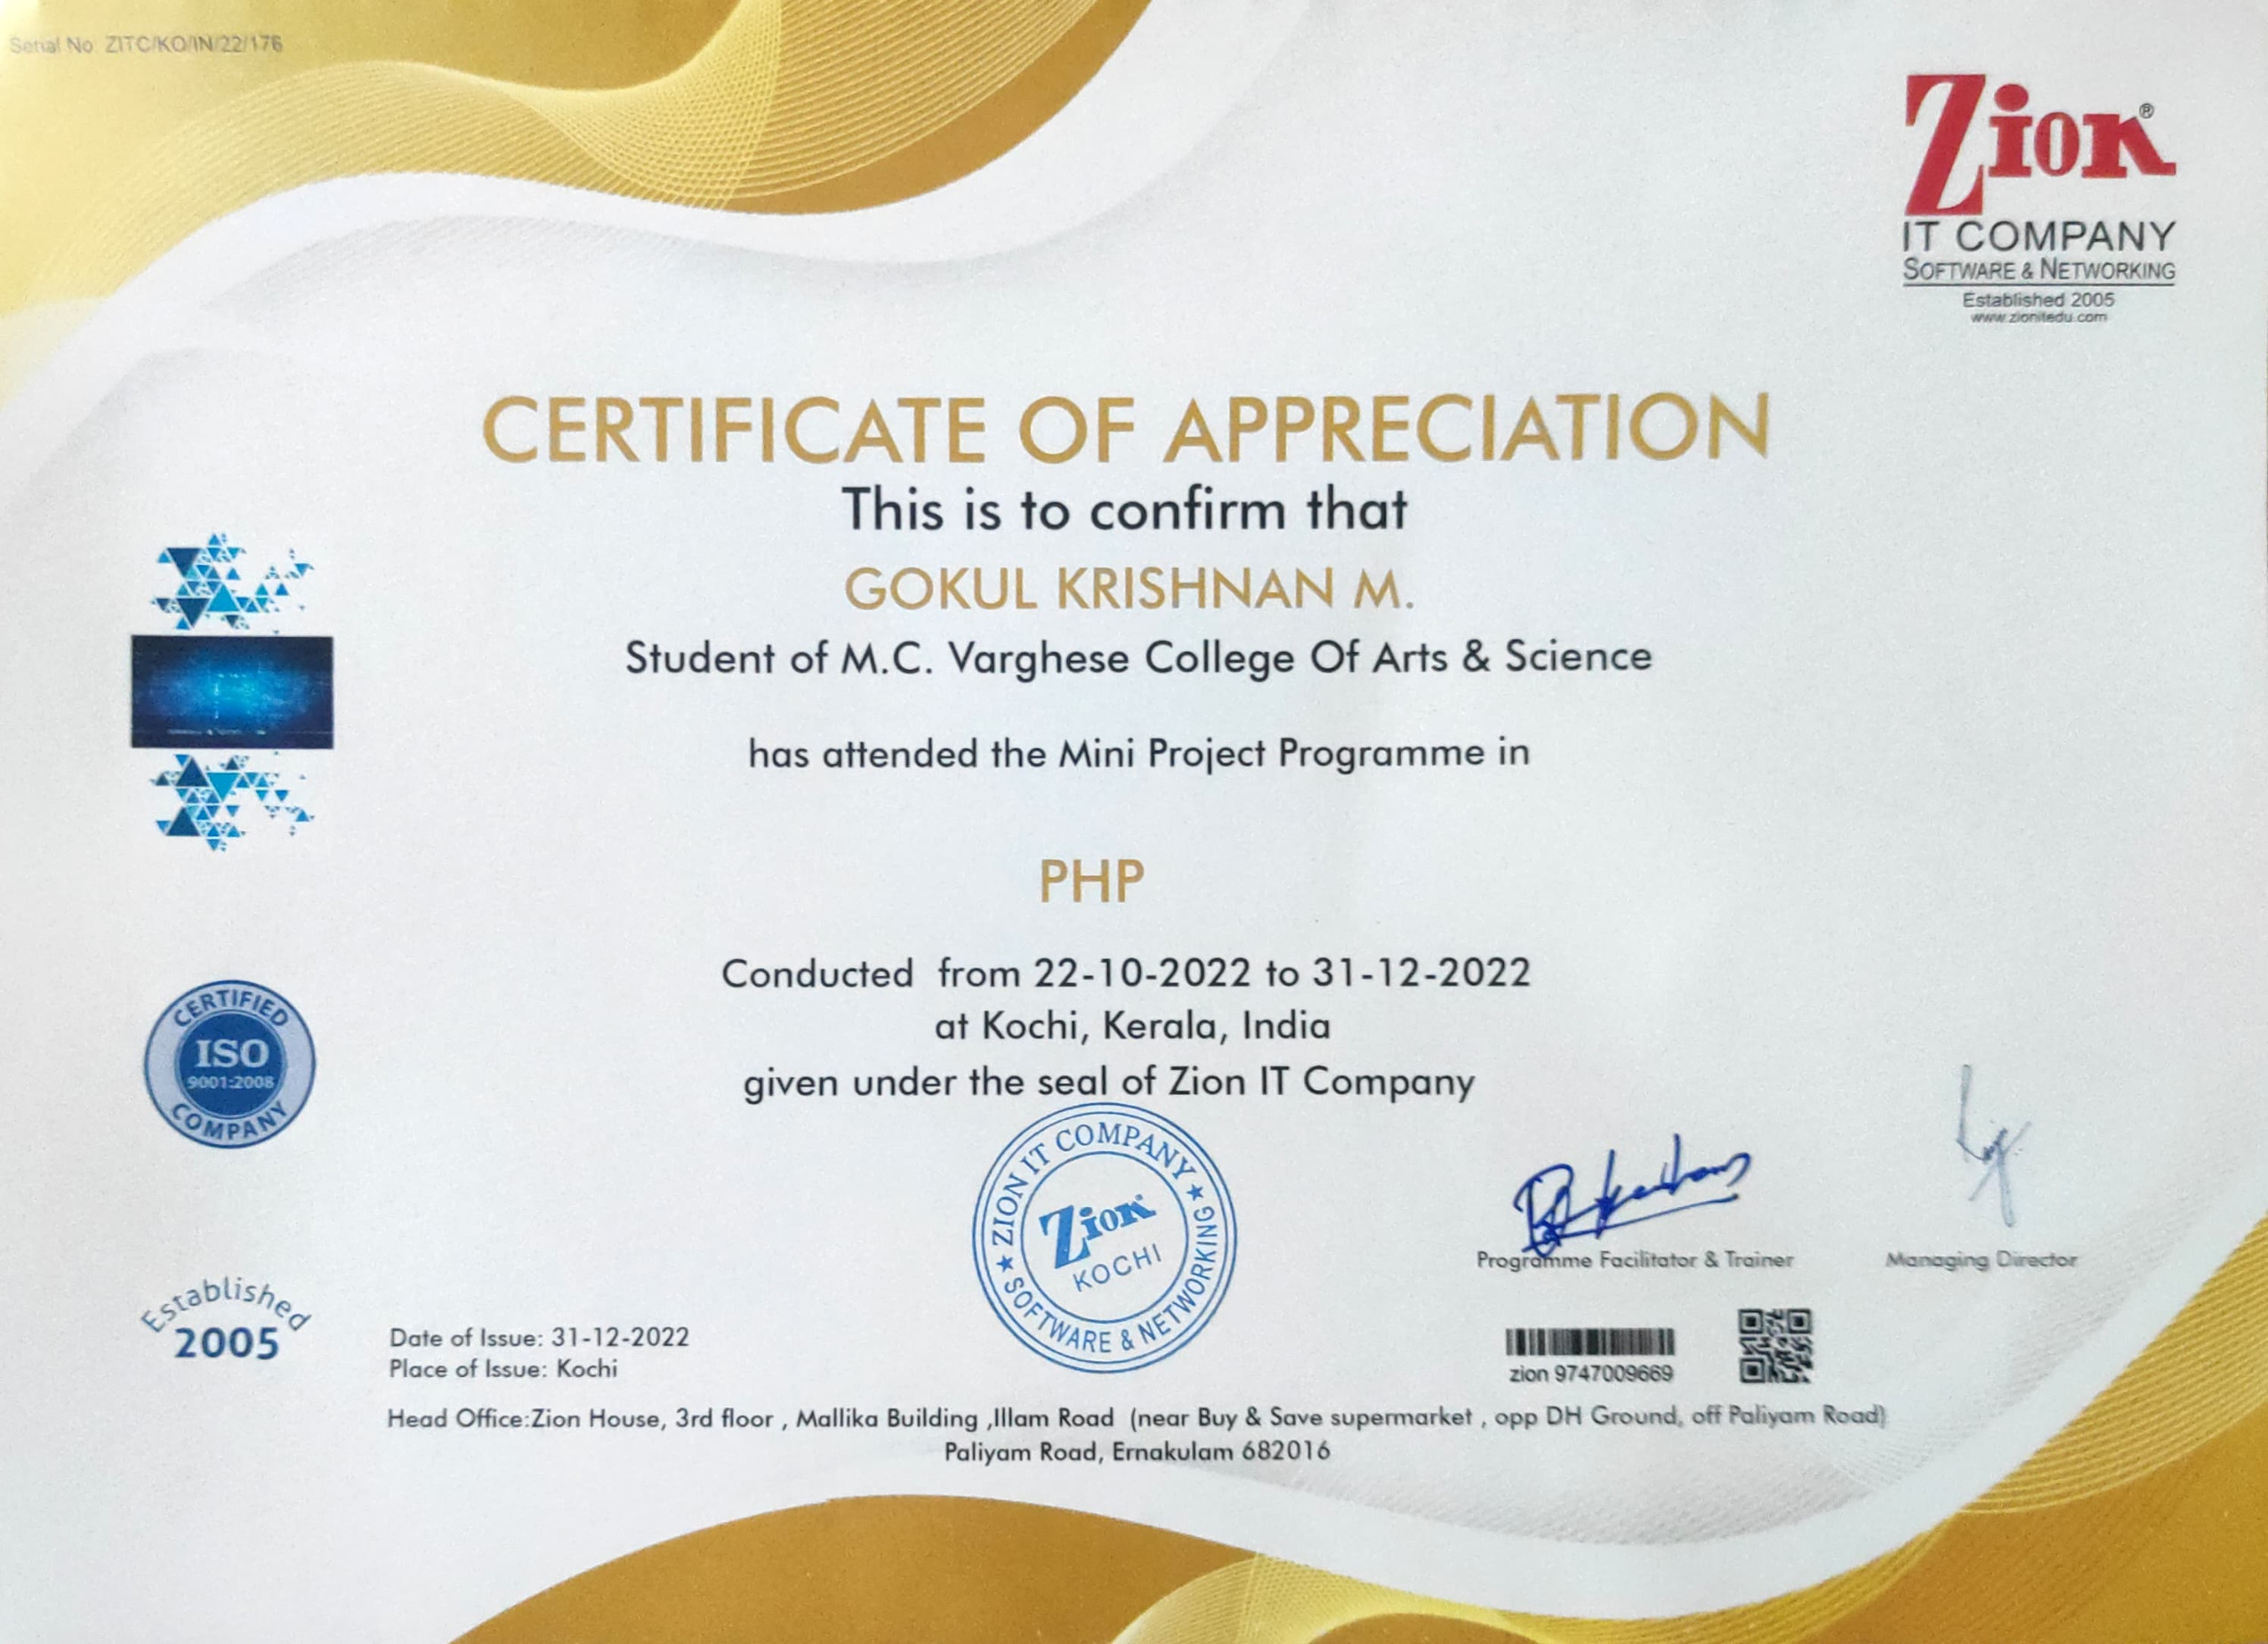 Serial No. ZITC/KO/IN/22/176
Zion®
IT COMPANY
SOFTWARE & NETWORKING
Established 2005
www.zionitedu.com
CERTIFICATE OF APPRECIATION
This is to confirm that
GOKUL KRISHNAN M.
Student of M.C. Varghese College Of Arts & Science
has attended the Mini Project Programme in
PHP
Conducted from 22-10-2022 to 31-12-2022
at Kochi, Kerala, India
given under the seal of Zion IT Company
CERTIFIED
ISO
9001:2008
COMPANY
ZION IT COMPANY
Zion
KOCHI
SOFTWARE & NETWORKING
Programme Facilitator & Trainer
Managing Director
Established
2005
Date of Issue: 31-12-2022
Place of Issue: Kochi
zion 9747009669
Head Office:Zion House, 3rd floor , Mallika Building ,Illam Road (near Buy & Save supermarket , opp DH Ground, off Paliyam Road)
Paliyam Road, Ernakulam 682016